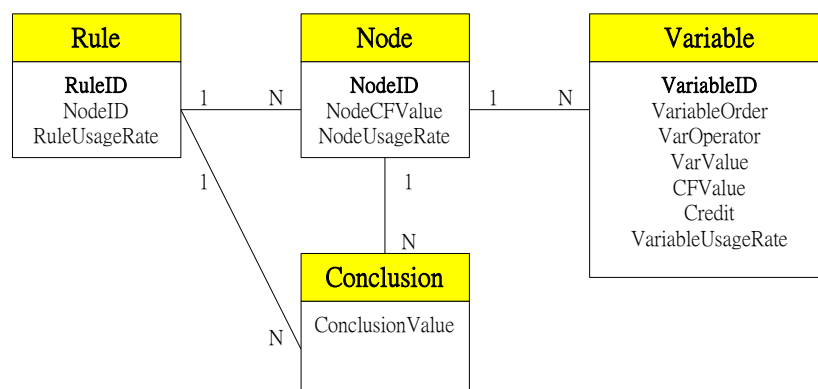 Rule
RuleID
NodeID
RuleUsageRate
1
N
Node
NodeID
NodeCFValue
NodeUsageRate
1
N
Variable
VariableID
VariableOrder
VarOperator
VarValue
CFValue
Credit
VariableUsageRate
1
1
N
N
Conclusion
ConclusionValue